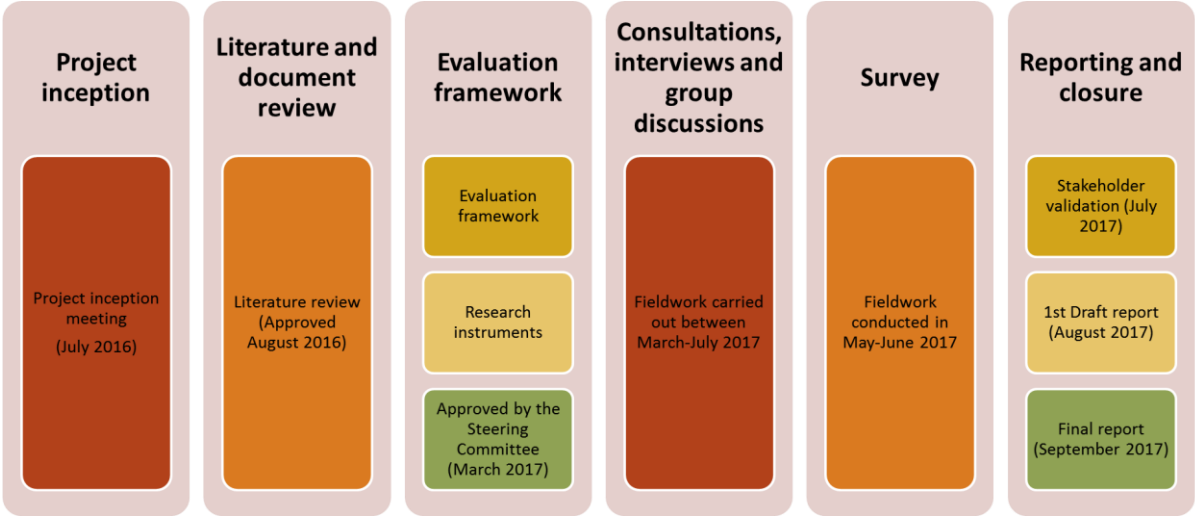 Project
inception
Project inception
meeting
(July 2016)
Literature and
document
review
Literature review
(Approved
August 2016)
Evaluation
framework
Evaluation
framework
Research
instruments
Approved by the
Steering
Committee
(March 2017)
Consultations,
interviews and
group
discussions
Fieldwork carried
out between
March-July 2017
Survey
Fieldwork
conducted in
May-June 2017
Reporting and
closure
Stakeholder
validation (July
2017)
1st Draft report
(August 2017)
Final report
(September 2017)